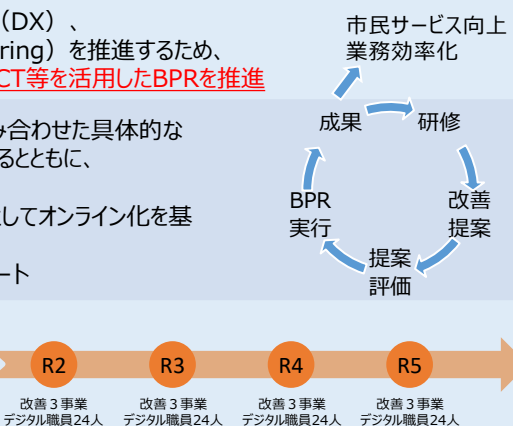 （DX）、
ring）を推進するため、
CT等を活用したBPRを推進
み合わせた具体的な
るとともに、
としてオンライン化を基
ート
市民サービス向上
業務効率化
成果
研修
改善
提案
提案
評価
BPR
実行
R2
R3
R4
R5
改善３事業
デジタル職員24人
改善３事業
デジタル職員24人
改善３事業
デジタル職員24人
改善３事業
デジタル職員24人